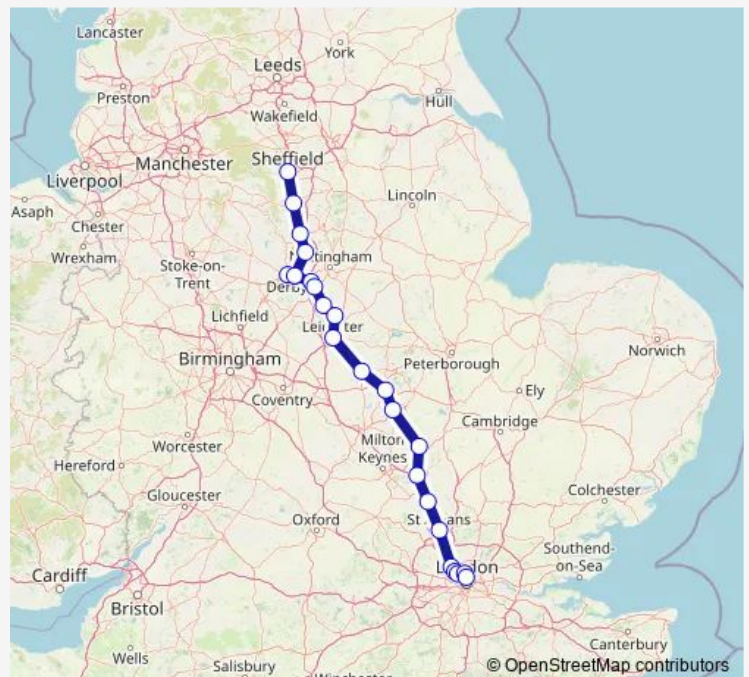 Lancaster
York
Leeds
Preston
Hull
Wakefield
Manchester
Sheffield
Liverpool
Lincoln
Asaph
Chester
Wrexham
Stoke-on-
Trent
Lichfield
Norwich
Birmingham
Peterborough
Ely
Coventry
Cambridge
Worcester
Milton
Keynes
Hereford
Gloucester
Colchester
Oxford
Southend-
on-Sea
Cardiff
Bristol
Canterbury
Wells
Salisbury
© OpenStreetMap contributors